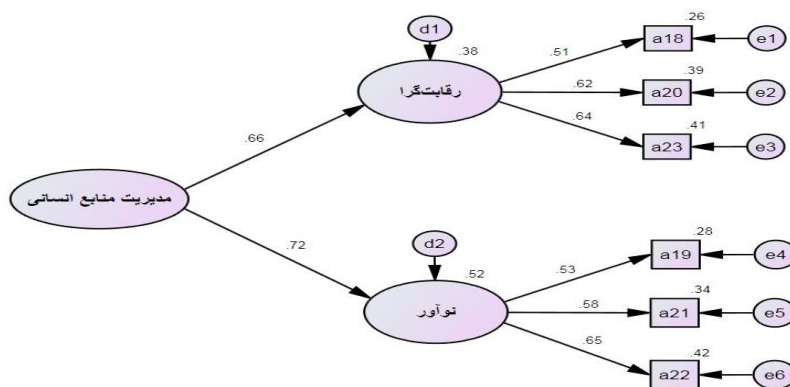 d1
.38
.26
.51
a18
e1
رقابت‌گرا
.39
.62
a20
e2
.64
.41
a23
e3
.66
مدیریت منابع انسانی
.72
d2
.52
.28
.53
a19
e4
نوآور
.34
.58
a21
e5
.65
.42
a22
e6